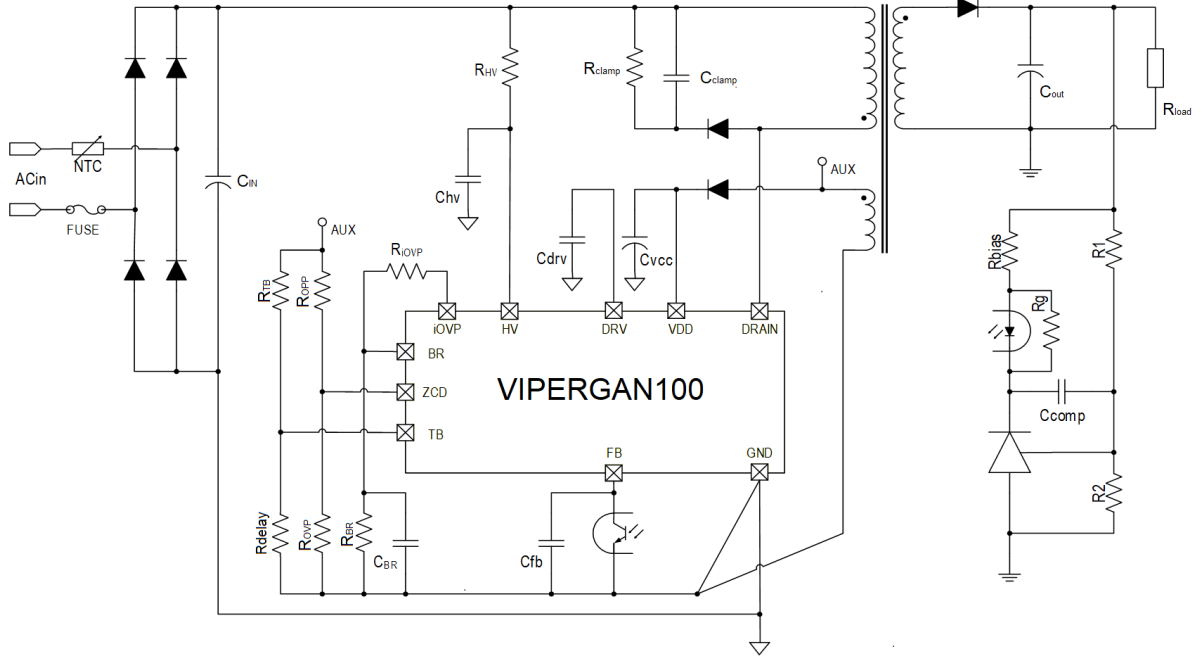 RHV
Rclamp
Cclamp
Cout
Rload
NTC
ACin
CIN
FUSE
Chv
AUX
AUX
RiOVP
Cdrv
Cvcc
RTB
ROPP
Rbias
R1
Rg
iOVP
HV
DRV
VDD
DRAIN
BR
ZCD
TB
VIPERGAN100
Ccomp
FB
GND
R2
Rdelay
ROVP
RBR
CBR
Cfb